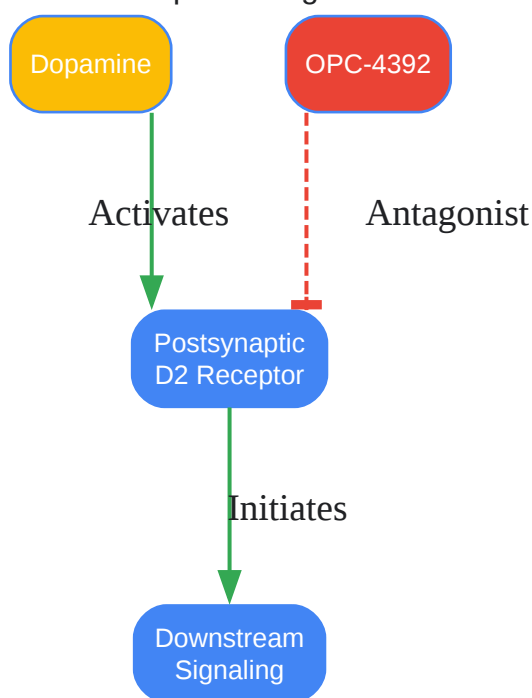 Dopamine
OPC-4392
Activates
Antagonist
Postsynaptic
D2 Receptor
Initiates
Downstream
Signaling